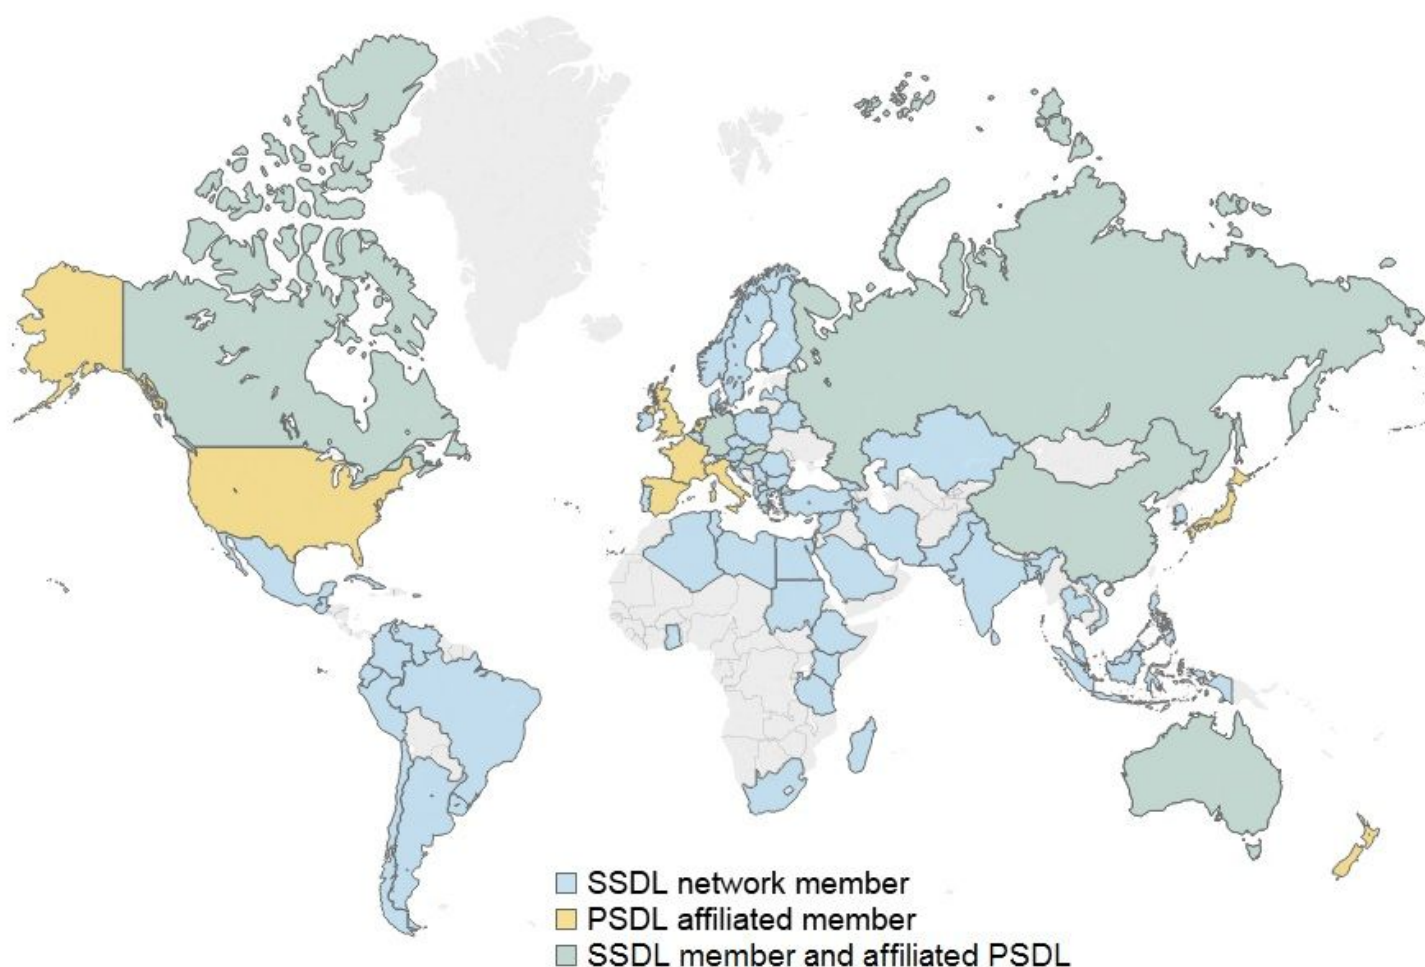 SSDL network member
PSDL affiliated member
SSDL member and affiliated PSDL